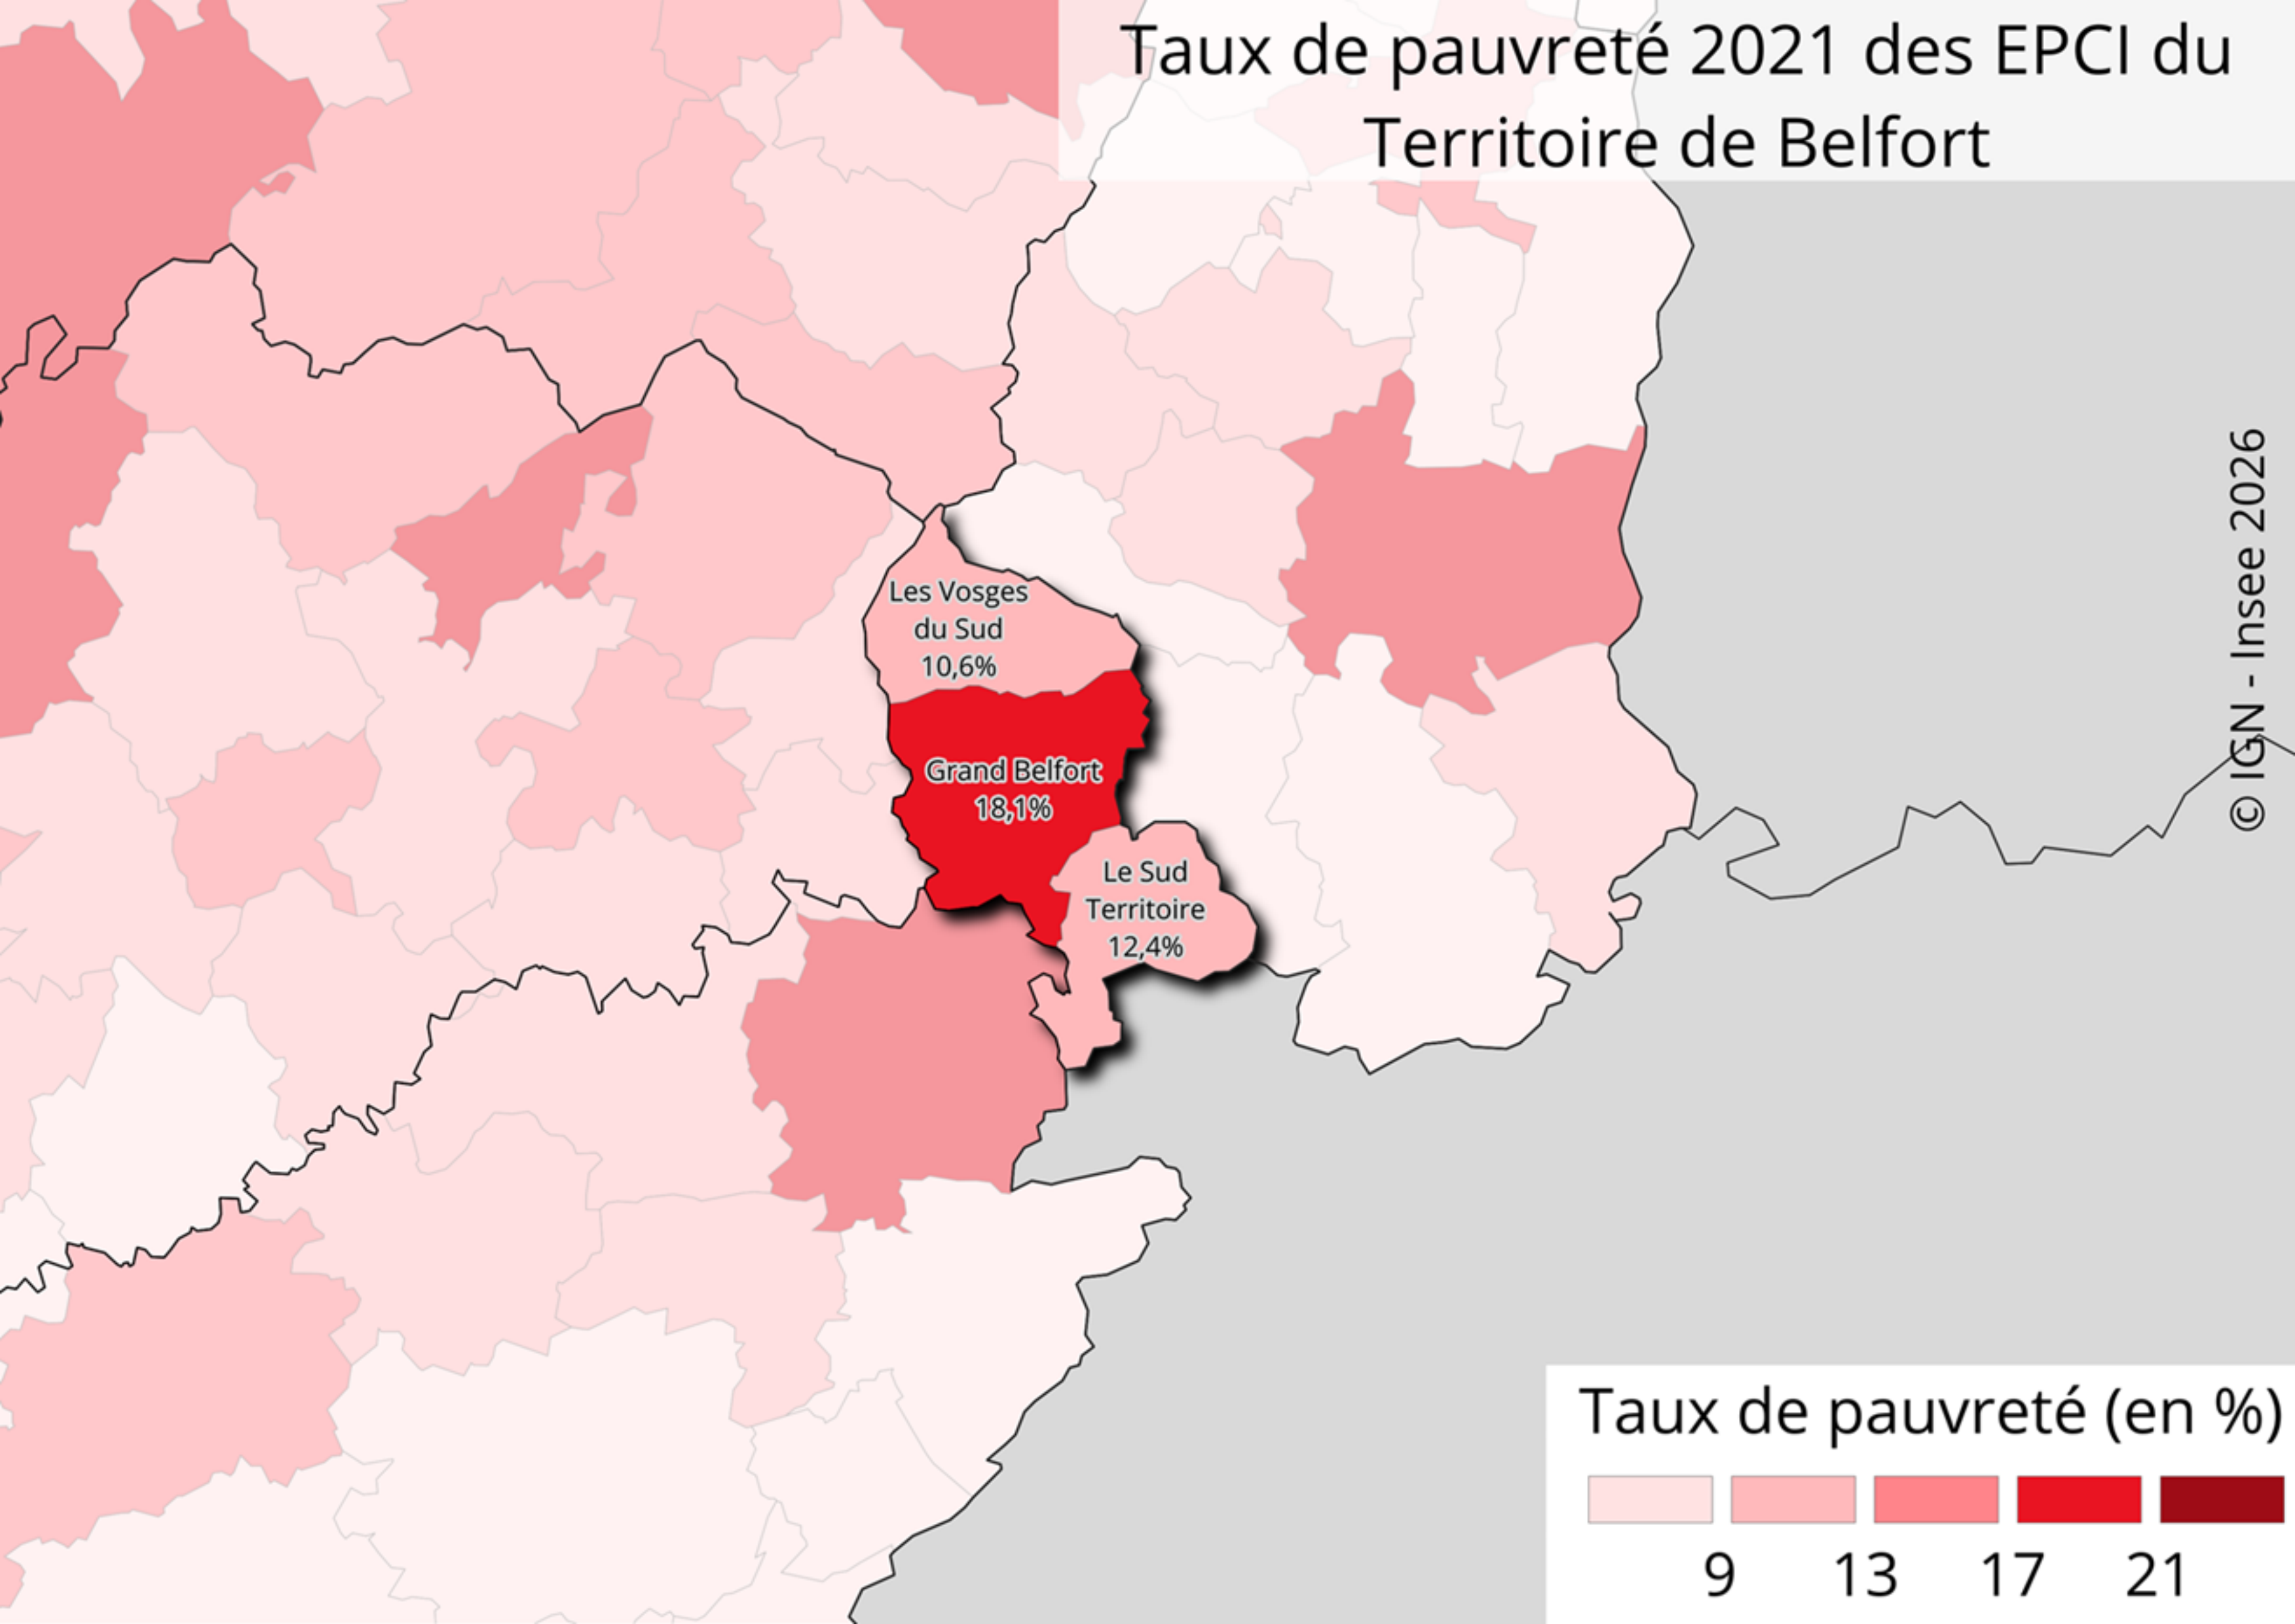 Taux de pauvreté 2021 des EPCI du
Territoire de Belfort
© IGN - Insee 2026
Les Vosges
du Sud
10,6%
Grand Belfort
18,1%
Le Sud
Territoire
12,4%
Taux de pauvreté (en %)
9 13 17 21